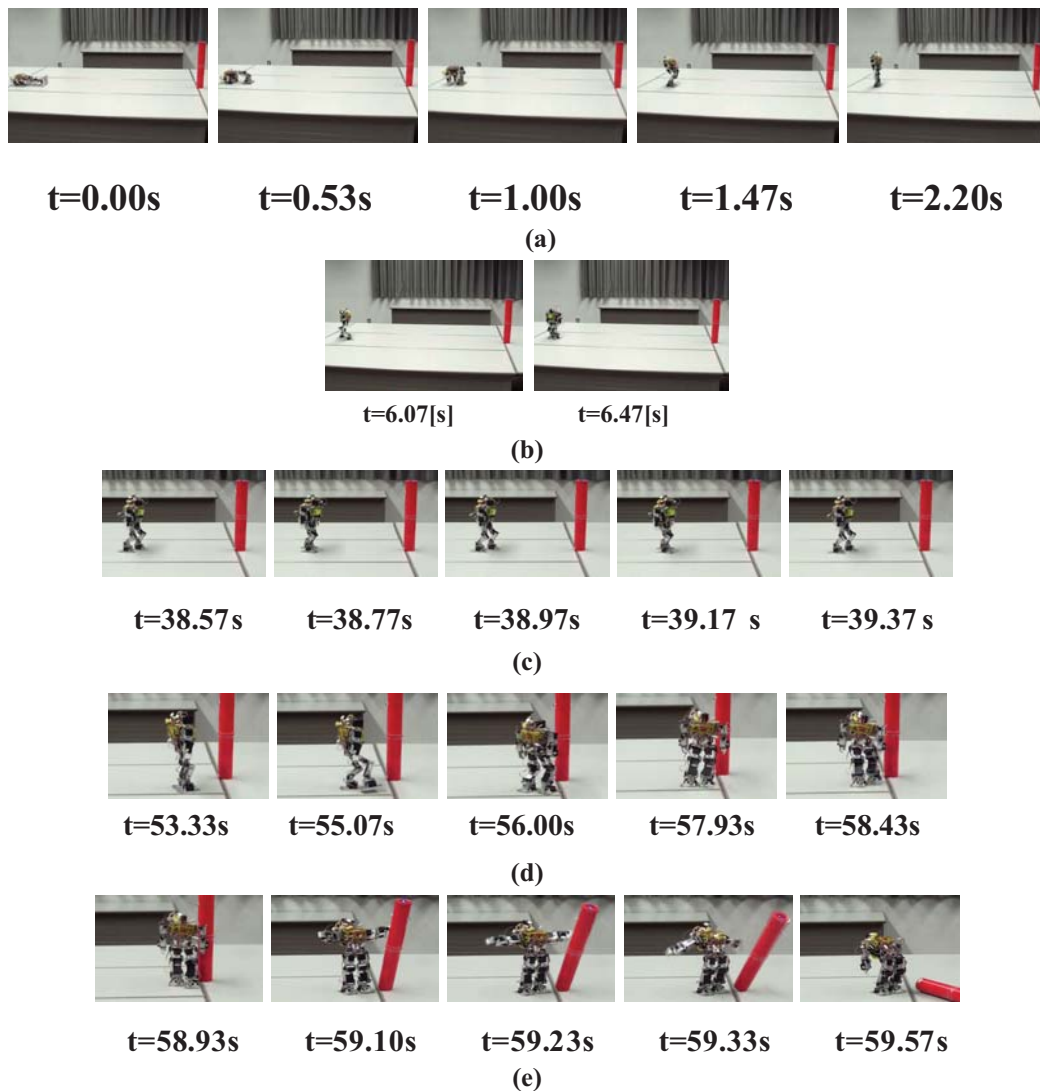 t=0.00s t=0.53s t=1.00s t=1.47s t=2.20s
(a)
t=6.07[s] t=6.47[s]
(b)
t=38.57s t=38.77s t=38.97s t=39.17 s t=39.37 s
(c)
t=53.33s t=55.07s t=56.00s t=57.93s t=58.43s
(d)
t=58.93s t=59.10s t=59.23s t=59.33s t=59.57s
(e)